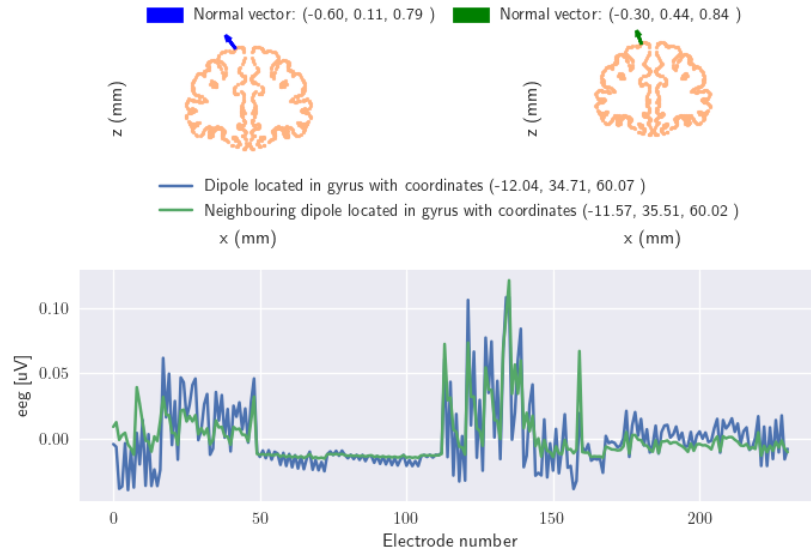 Normal vector: (-0.60, 0.11, 0.79 )
Normal vector: (-0.30, 0.44, 0.84 )
z (mm)
z (mm)
Dipole located in gyrus with coordinates (-12.04, 34.71, 60.07 )
Neighbouring dipole located in gyrus with coordinates (-11.57, 35.51, 60.02 )
x (mm)
x (mm)
0.10
0.05
0.00
eeg [uV]
0
50
100
150
200
Electrode number